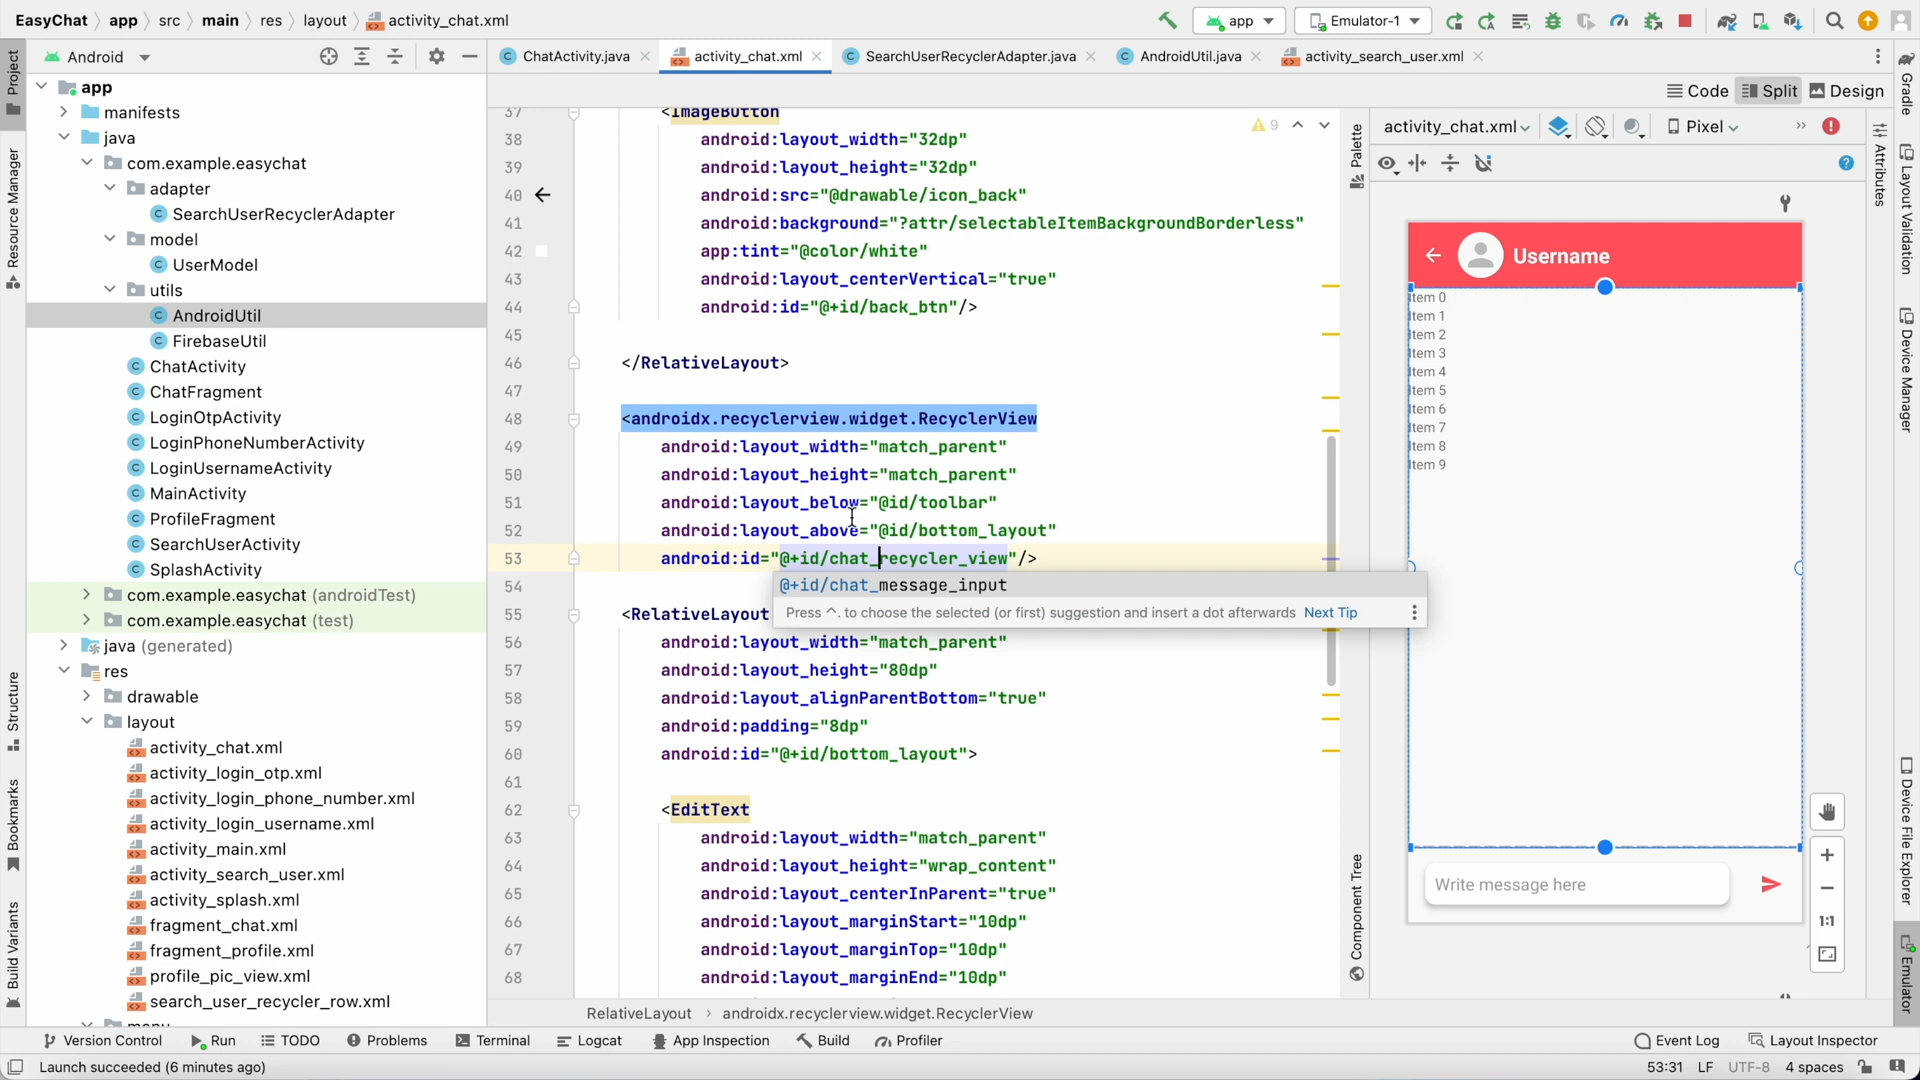 EasyChat app src main res layout activity_chat.xml
app Emulator-1
Android
ChatActivity.java activity_chat.xml SearchUserRecyclerAdapter.java AndroidUtil.java activity_search_user.xml
Code Split Design
Project
Resource Manager
Structure
Bookmarks
Build Variants
app
manifests
java
com.example.easychat
adapter
SearchUserRecyclerAdapter
model
UserModel
utils
AndroidUtil
FirebaseUtil
ChatActivity
ChatFragment
LoginOtpActivity
LoginPhoneNumberActivity
LoginUsernameActivity
MainActivity
ProfileFragment
SearchUserActivity
SplashActivity
com.example.easychat (androidTest)
com.example.easychat (test)
java (generated)
res
drawable
layout
activity_chat.xml
activity_login_otp.xml
activity_login_phone_number.xml
activity_login_username.xml
activity_main.xml
activity_search_user.xml
activity_splash.xml
fragment_chat.xml
fragment_profile.xml
profile_pic_view.xml
search_user_recycler_row.xml
menu
9
37 <ImageButton
38 android:layout_width="32dp"
39 android:layout_height="32dp"
40 android:src="@drawable/icon_back"
41 android:background="?attr/selectableItemBackgroundBorderless"
42 app:tint="@color/white"
43 android:layout_centerVertical="true"
44 android:id="@+id/back_btn"/>
45
46 </RelativeLayout>
47
48 <androidx.recyclerview.widget.RecyclerView
49 android:layout_width="match_parent"
50 android:layout_height="match_parent"
51 android:layout_below="@id/toolbar"
52 android:layout_above="@id/bottom_layout"
53 android:id="@+id/chat_recycler_view"/>
@+id/chat_message_input
Press ^. to choose the selected (or first) suggestion and insert a dot afterwards Next Tip
54
55 <RelativeLayout
56 android:layout_width="match_parent"
57 android:layout_height="80dp"
58 android:layout_alignParentBottom="true"
59 android:padding="8dp"
60 android:id="@+id/bottom_layout">
61
62 <EditText
63 android:layout_width="match_parent"
64 android:layout_height="wrap_content"
65 android:layout_centerInParent="true"
66 android:layout_marginStart="10dp"
67 android:layout_marginTop="10dp"
68 android:layout_marginEnd="10dp"
RelativeLayout androidx.recyclerview.widget.RecyclerView
Palette
Component Tree
activity_chat.xml Pixel
Username
Item 0
Item 1
Item 2
Item 3
Item 4
Item 5
Item 6
Item 7
Item 8
Item 9
Write message here
1:1
Attributes
Gradle
Layout Validation
Device Manager
Device File Explorer
Emulator
Version Control Run TODO Problems Terminal Logcat App Inspection Build Profiler Event Log Layout Inspector
Launch succeeded (6 minutes ago) 53:31 LF UTF-8 4 spaces